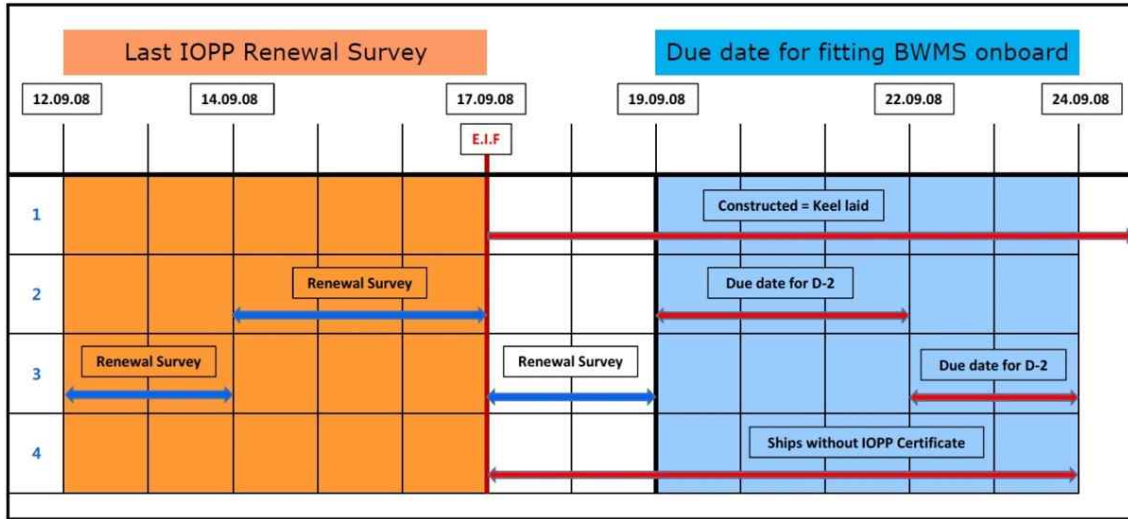 Last IOPP Renewal Survey
Due date for fitting BWMS onboard
12.09.08
14.09.08
17.09.08
19.09.08
22.09.08
24.09.08
E.I.F
1
Constructed = Keel laid
2
Renewal Survey
Due date for D-2
3
Renewal Survey
Renewal Survey
Due date for D-2
4
Ships without IOPP Certificate